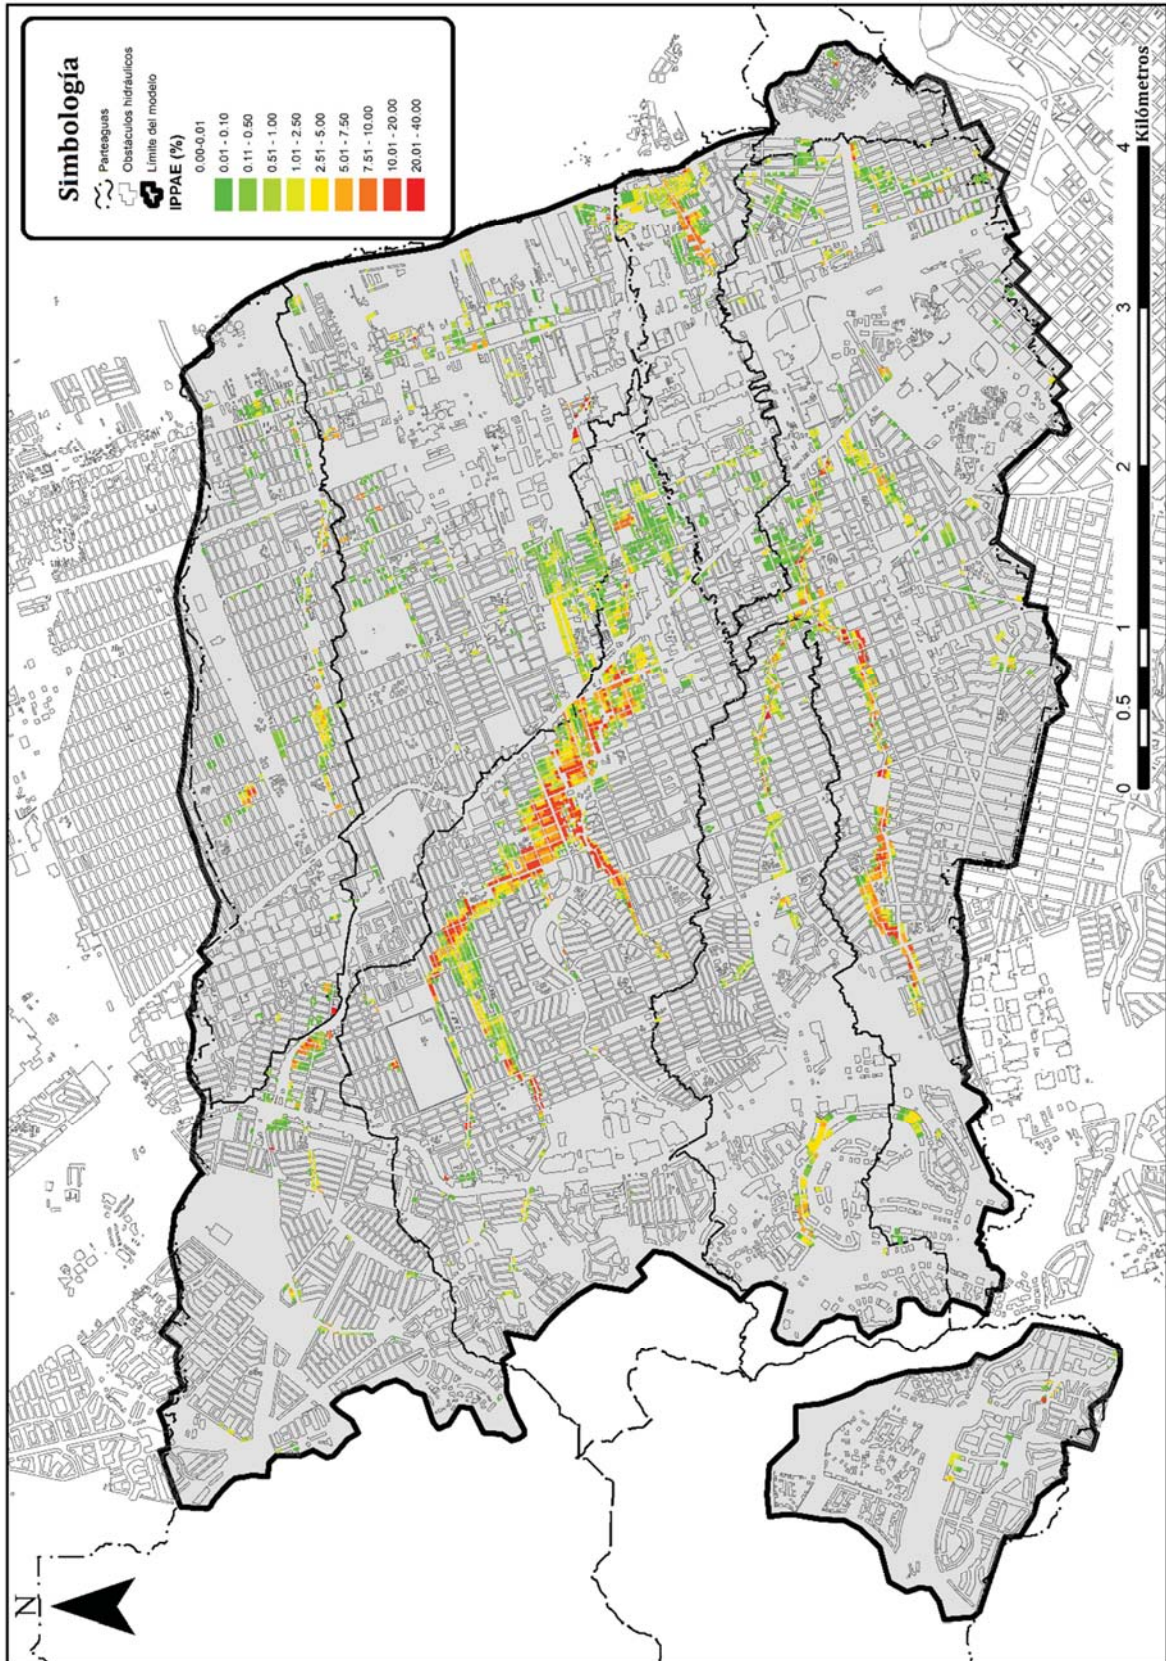 Simbología
Parteaguas
Obstáculos hidráulicos
Límite del modelo
IPPAE (%)
0.00-0.01
0.01 - 0.10
0.11 - 0.50
0.51 - 1.00
1.01 - 2.50
2.51 - 5.00
5.01 - 7.50
7.51 - 10.00
10.01 - 20.00
20.01 - 40.00
N
0 0.5 1 2 3 4
Kilómetros